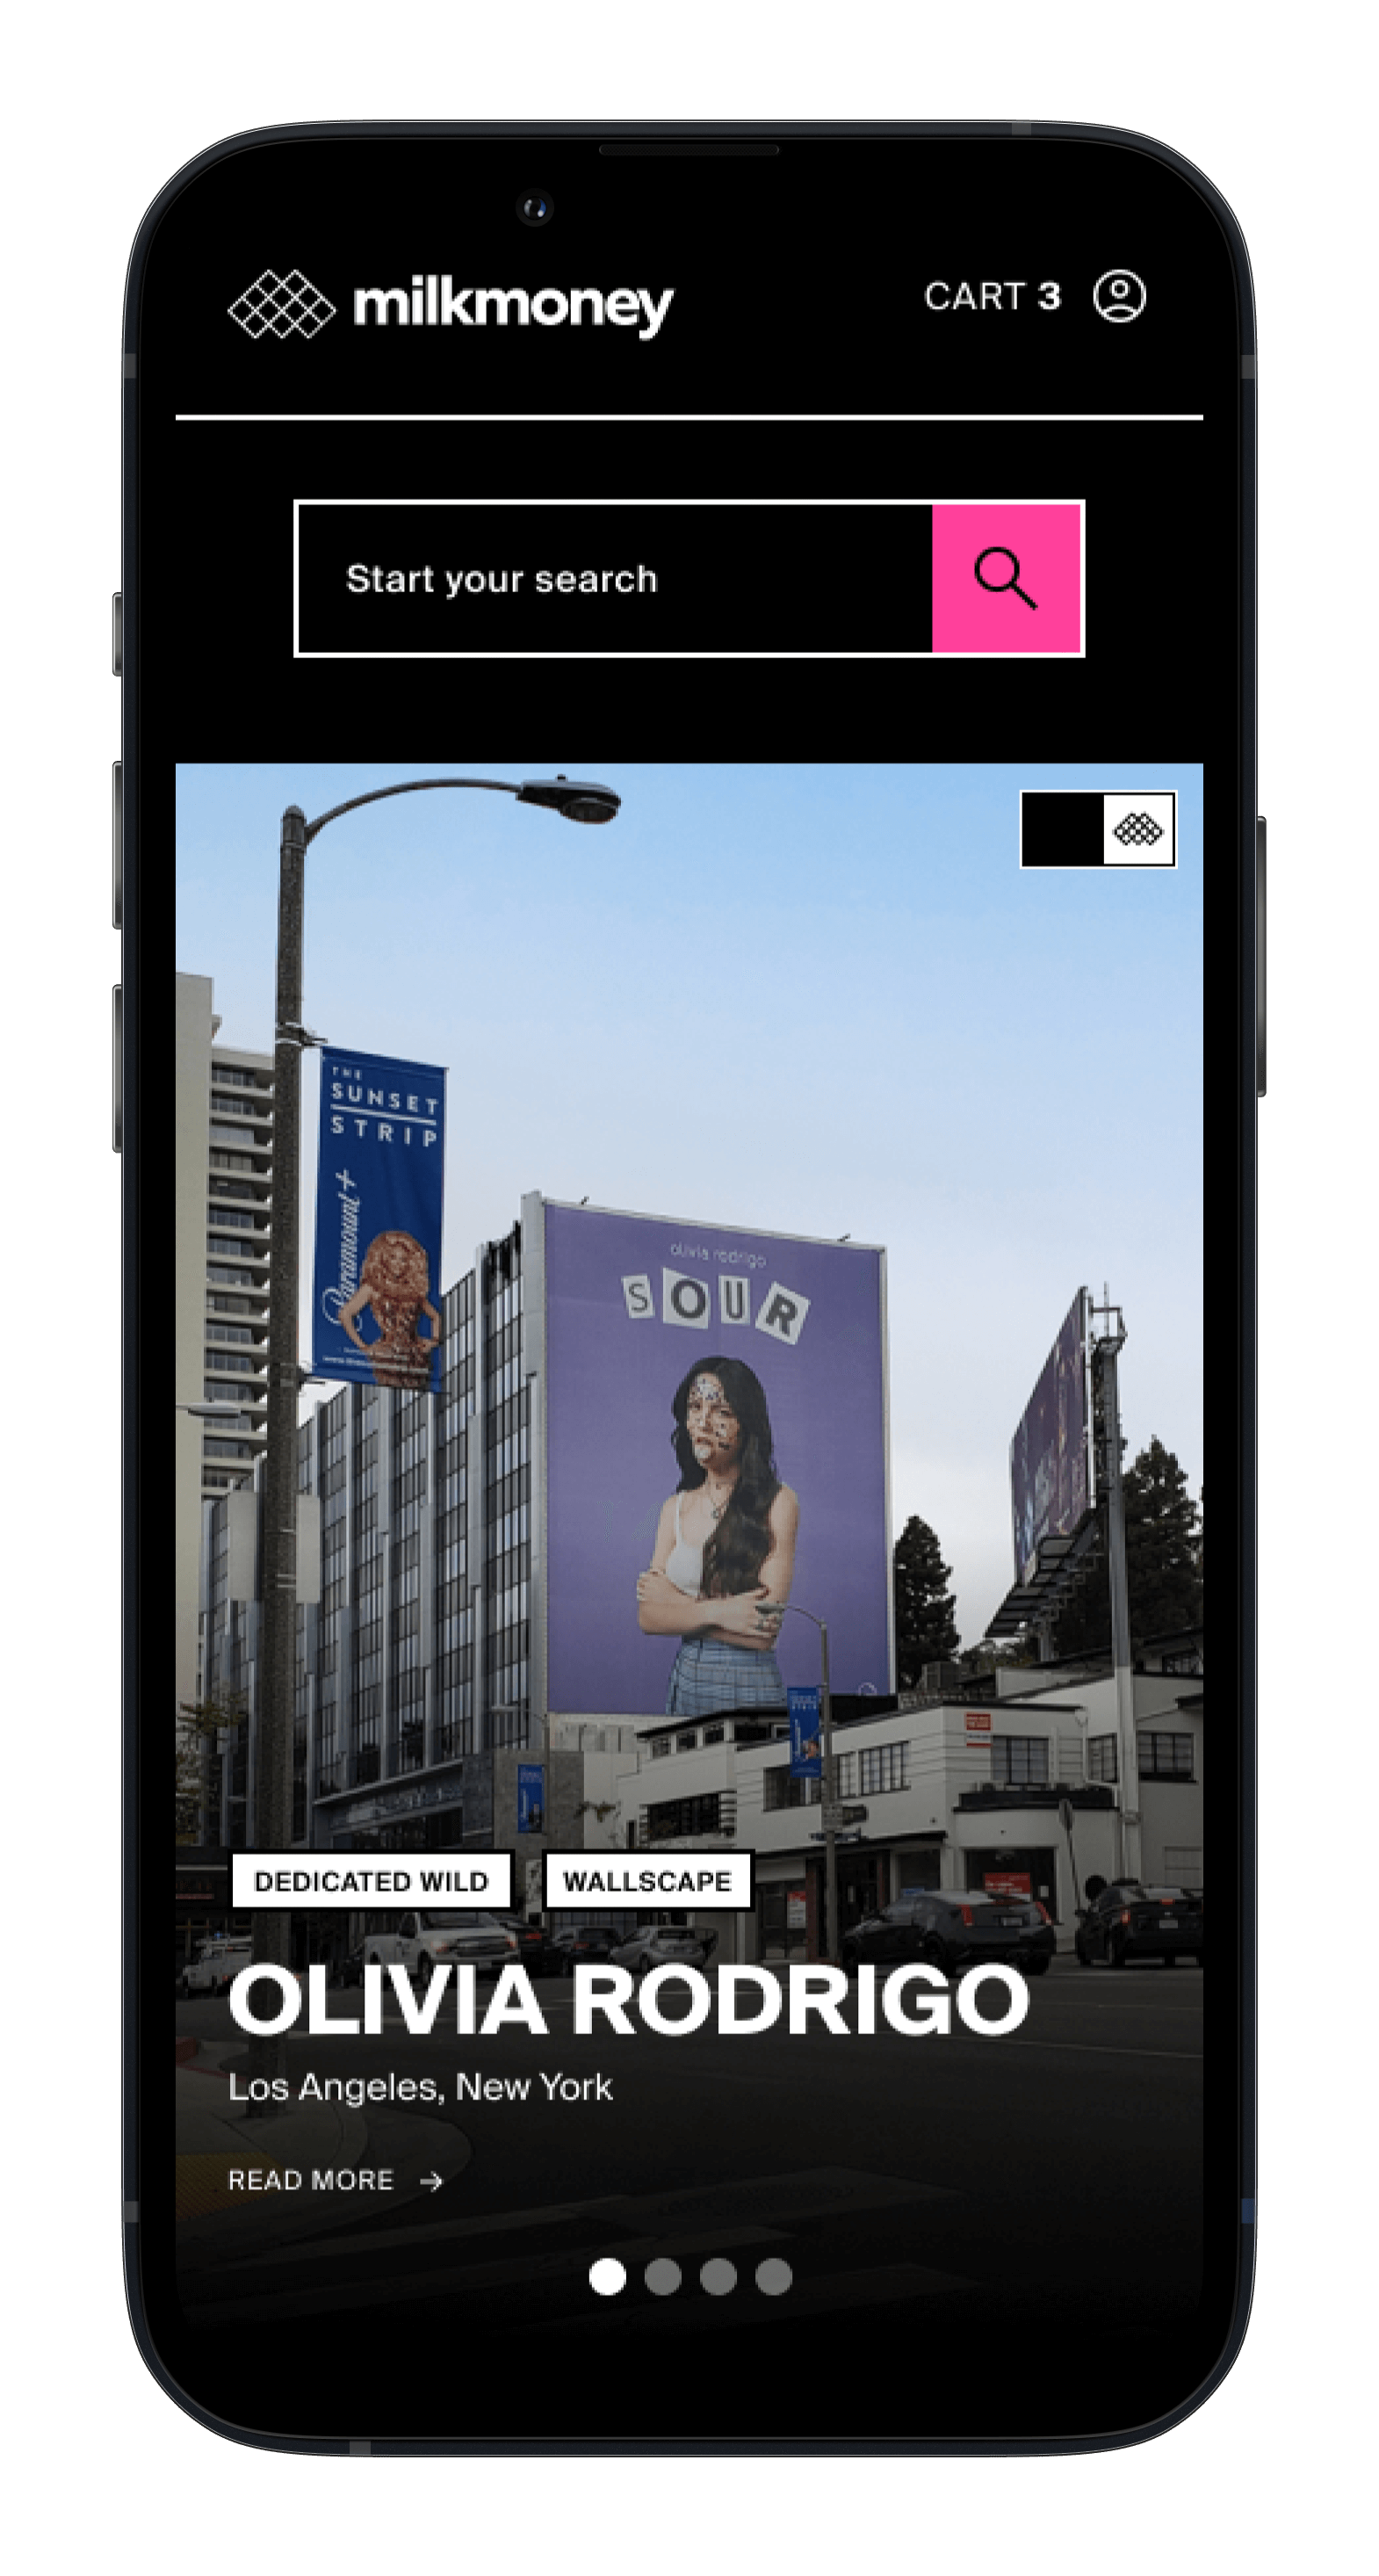 milkmoney
CART 3
Start your search
THE
SUNSET
STRIP
Paramount+
olivia rodrigo
SOUR
DEDICATED WILD
WALLSCAPE
OLIVIA RODRIGO
Los Angeles, New York
READ MORE →